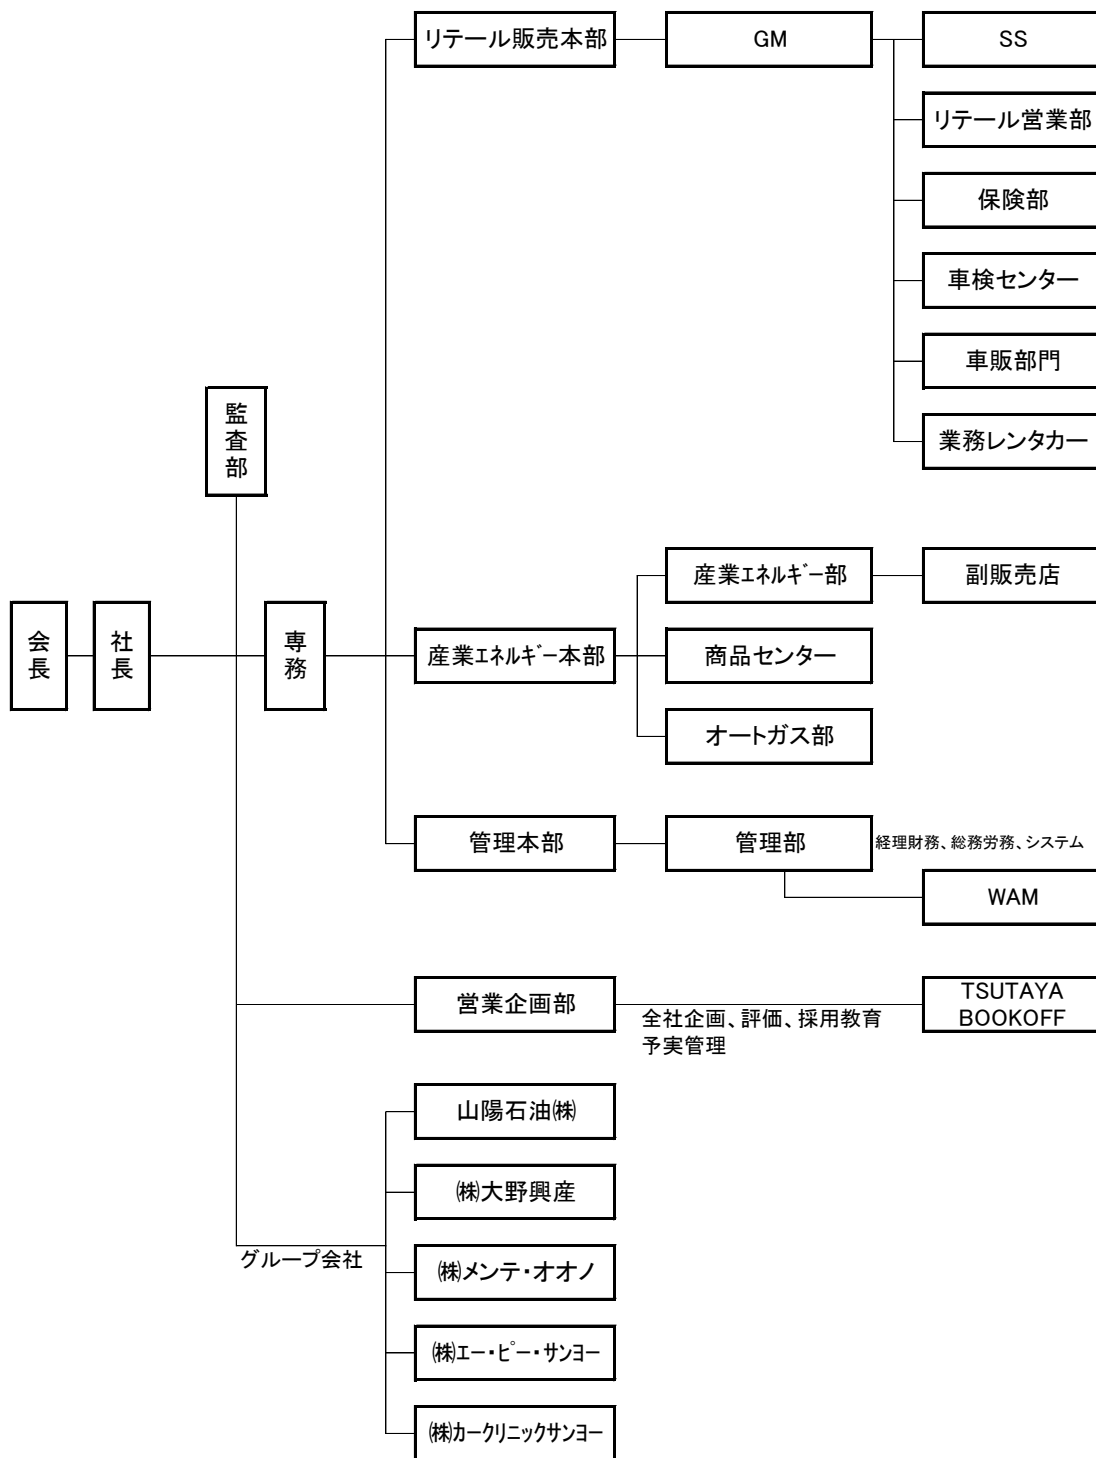 リテール販売本部
GM
SS
リテール営業部
保険部
車検センター
車販部門
監査部
業務レンタカー
産業ｴﾈﾙｷﾞｰ部
副販売店
会長
社長
専務
産業ｴﾈﾙｷﾞｰ本部
商品センター
オートガス部
管理本部
管理部
経理財務、総務労務、システム
WAM
営業企画部
全社企画、評価、採用教育
予実管理
TSUTAYA
BOOKOFF
山陽石油㈱
㈱大野興産
グループ会社
㈱メンテ・オオノ
㈱エー・ピー・サンヨー
㈱カークリニックサンヨー